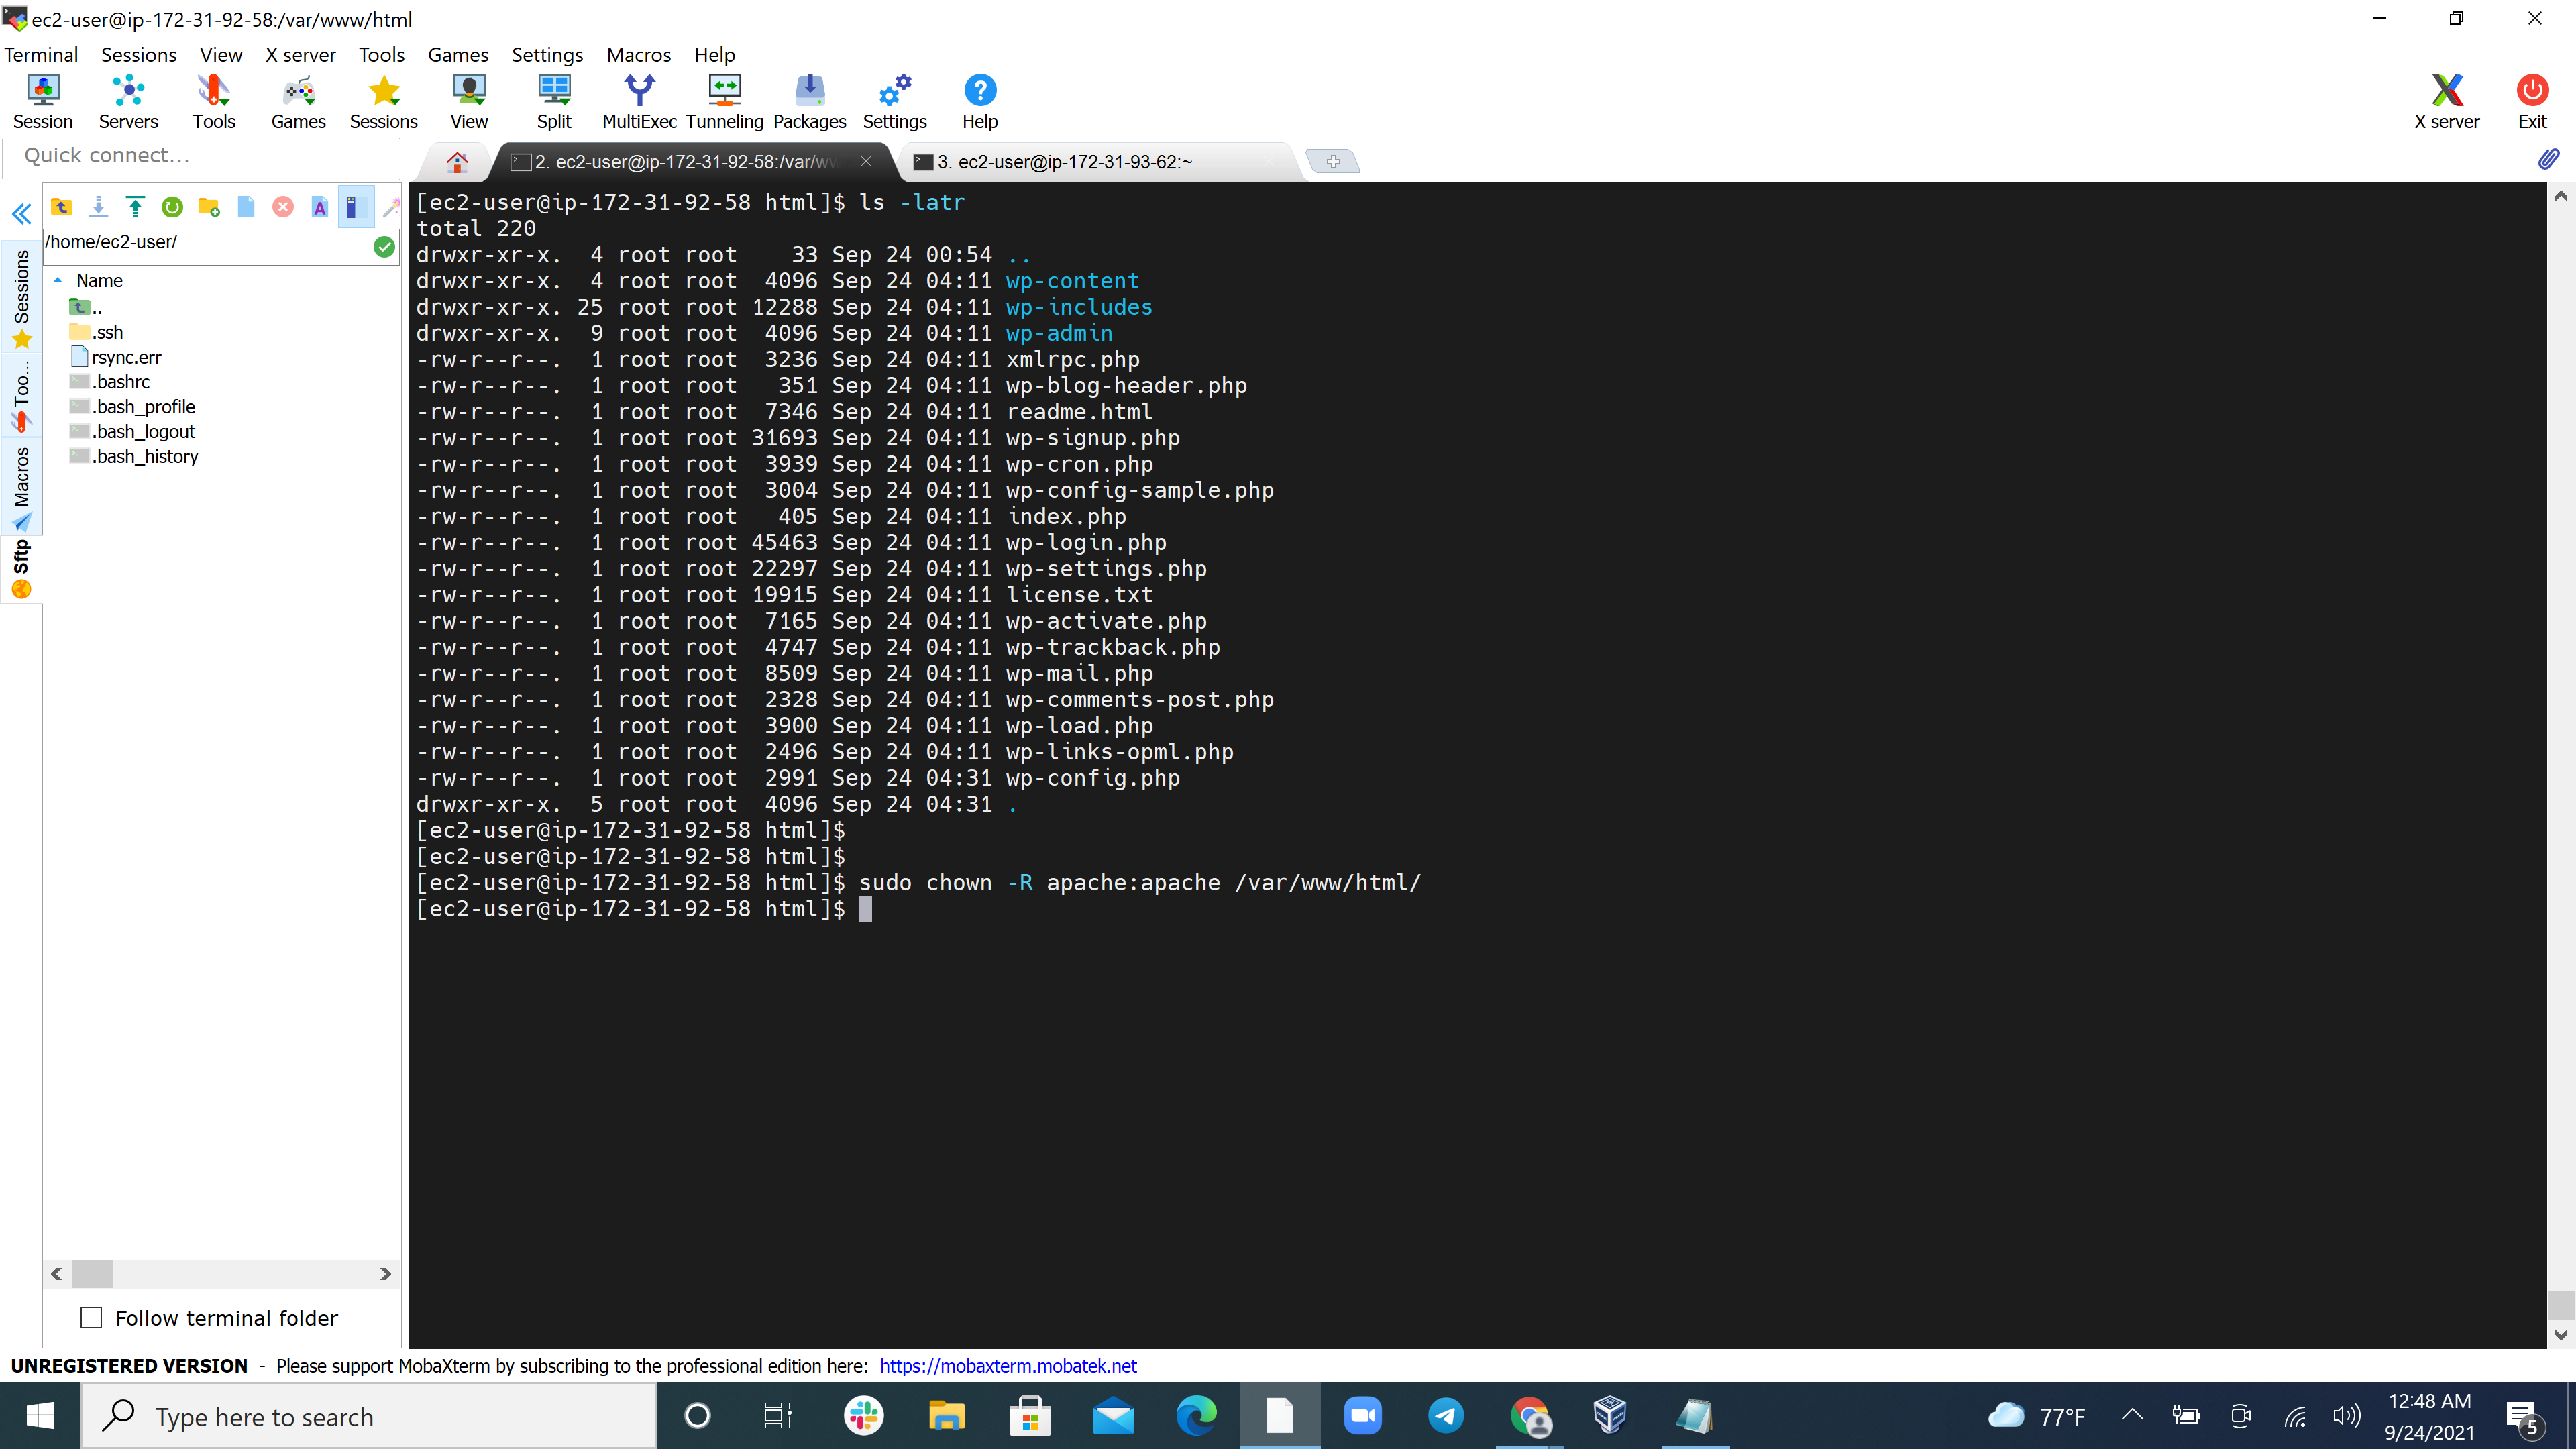 ec2-user@ip-172-31-92-58:/var/www/html
Terminal Sessions View X server Tools Games Settings Macros Help
Session Servers Tools Games Sessions View Split MultiExec Tunneling Packages Settings Help X server Exit
Quick connect...
2. ec2-user@ip-172-31-92-58:/var/ww
3. ec2-user@ip-172-31-93-62:~
/home/ec2-user/
Name
..
.ssh
rsync.err
.bashrc
.bash_profile
.bash_logout
.bash_history
Sessions
Too...
Macros
Sftp
[ec2-user@ip-172-31-92-58 html]$ ls -latr
total 220
drwxr-xr-x.  4 root root    33 Sep 24 00:54 ..
drwxr-xr-x.  4 root root  4096 Sep 24 04:11 wp-content
drwxr-xr-x. 25 root root 12288 Sep 24 04:11 wp-includes
drwxr-xr-x.  9 root root  4096 Sep 24 04:11 wp-admin
-rw-r--r--.  1 root root  3236 Sep 24 04:11 xmlrpc.php
-rw-r--r--.  1 root root   351 Sep 24 04:11 wp-blog-header.php
-rw-r--r--.  1 root root  7346 Sep 24 04:11 readme.html
-rw-r--r--.  1 root root 31693 Sep 24 04:11 wp-signup.php
-rw-r--r--.  1 root root  3939 Sep 24 04:11 wp-cron.php
-rw-r--r--.  1 root root  3004 Sep 24 04:11 wp-config-sample.php
-rw-r--r--.  1 root root   405 Sep 24 04:11 index.php
-rw-r--r--.  1 root root 45463 Sep 24 04:11 wp-login.php
-rw-r--r--.  1 root root 22297 Sep 24 04:11 wp-settings.php
-rw-r--r--.  1 root root 19915 Sep 24 04:11 license.txt
-rw-r--r--.  1 root root  7165 Sep 24 04:11 wp-activate.php
-rw-r--r--.  1 root root  4747 Sep 24 04:11 wp-trackback.php
-rw-r--r--.  1 root root  8509 Sep 24 04:11 wp-mail.php
-rw-r--r--.  1 root root  2328 Sep 24 04:11 wp-comments-post.php
-rw-r--r--.  1 root root  3900 Sep 24 04:11 wp-load.php
-rw-r--r--.  1 root root  2496 Sep 24 04:11 wp-links-opml.php
-rw-r--r--.  1 root root  2991 Sep 24 04:31 wp-config.php
drwxr-xr-x.  5 root root  4096 Sep 24 04:31 .
[ec2-user@ip-172-31-92-58 html]$
[ec2-user@ip-172-31-92-58 html]$
[ec2-user@ip-172-31-92-58 html]$ sudo chown -R apache:apache /var/www/html/
[ec2-user@ip-172-31-92-58 html]$
Follow terminal folder
UNREGISTERED VERSION - Please support MobaXterm by subscribing to the professional edition here: https://mobaxterm.mobatek.net
Type here to search
77°F
12:48 AM
9/24/2021
5